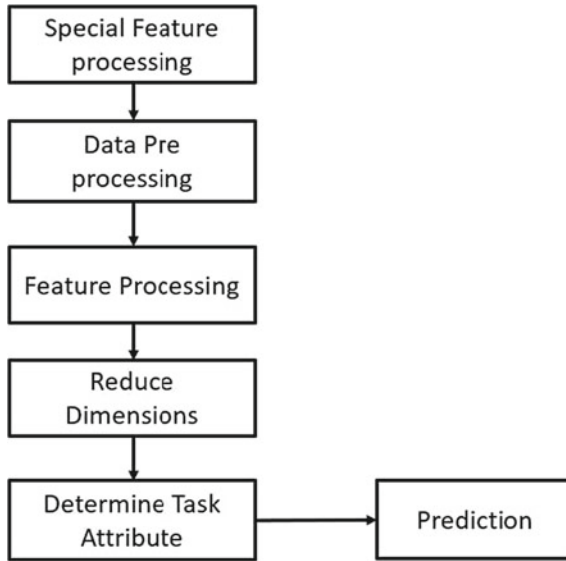 Special Feature
processing
Data Pre
processing
Feature Processing
Reduce
Dimensions
Determine Task
Attribute
Prediction